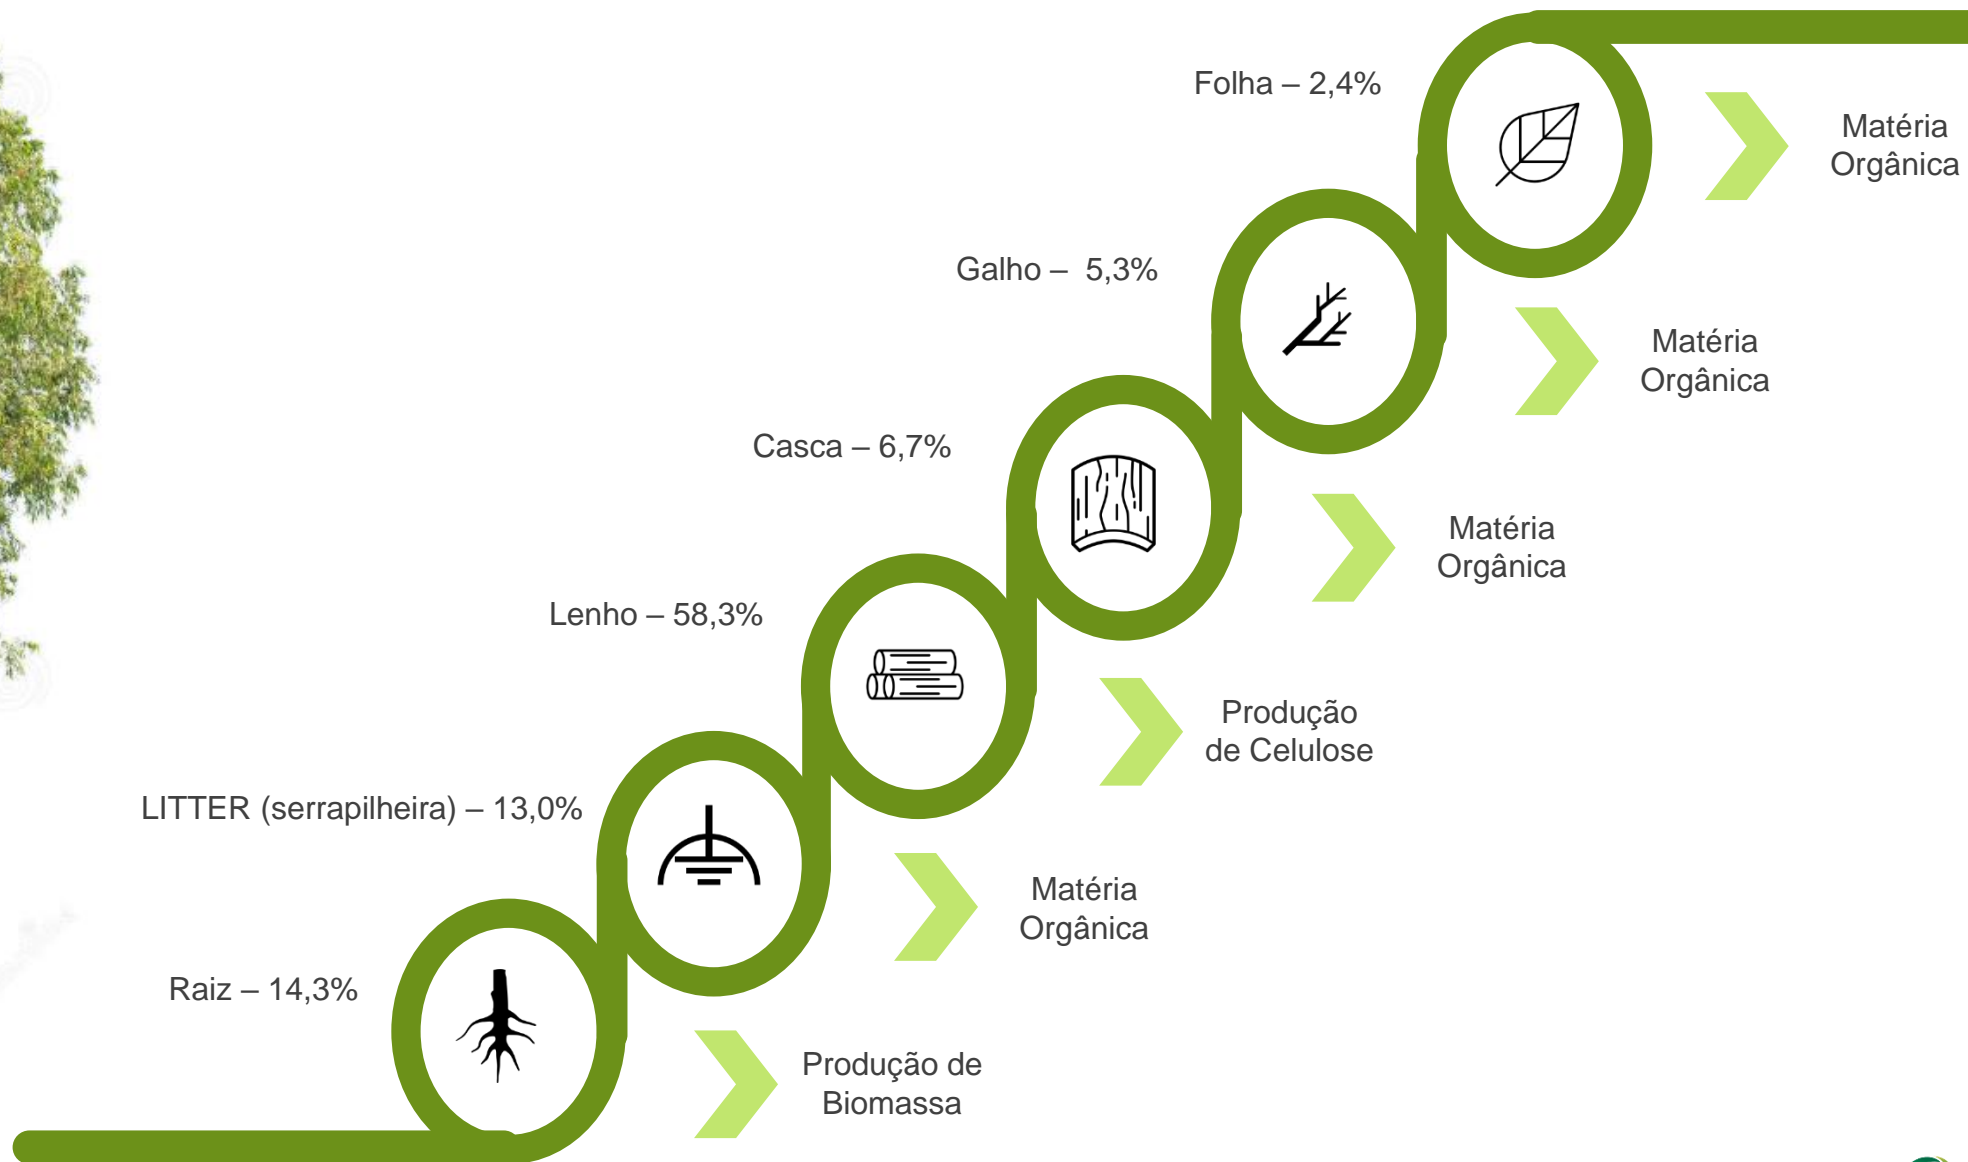 Folha – 2,4%
Matéria
Orgânica
Galho – 5,3%
Matéria
Orgânica
Casca – 6,7%
Matéria
Orgânica
Lenho – 58,3%
Produção
de Celulose
LITTER (serrapilheira) – 13,0%
Matéria
Orgânica
Raiz – 14,3%
Produção de
Biomassa